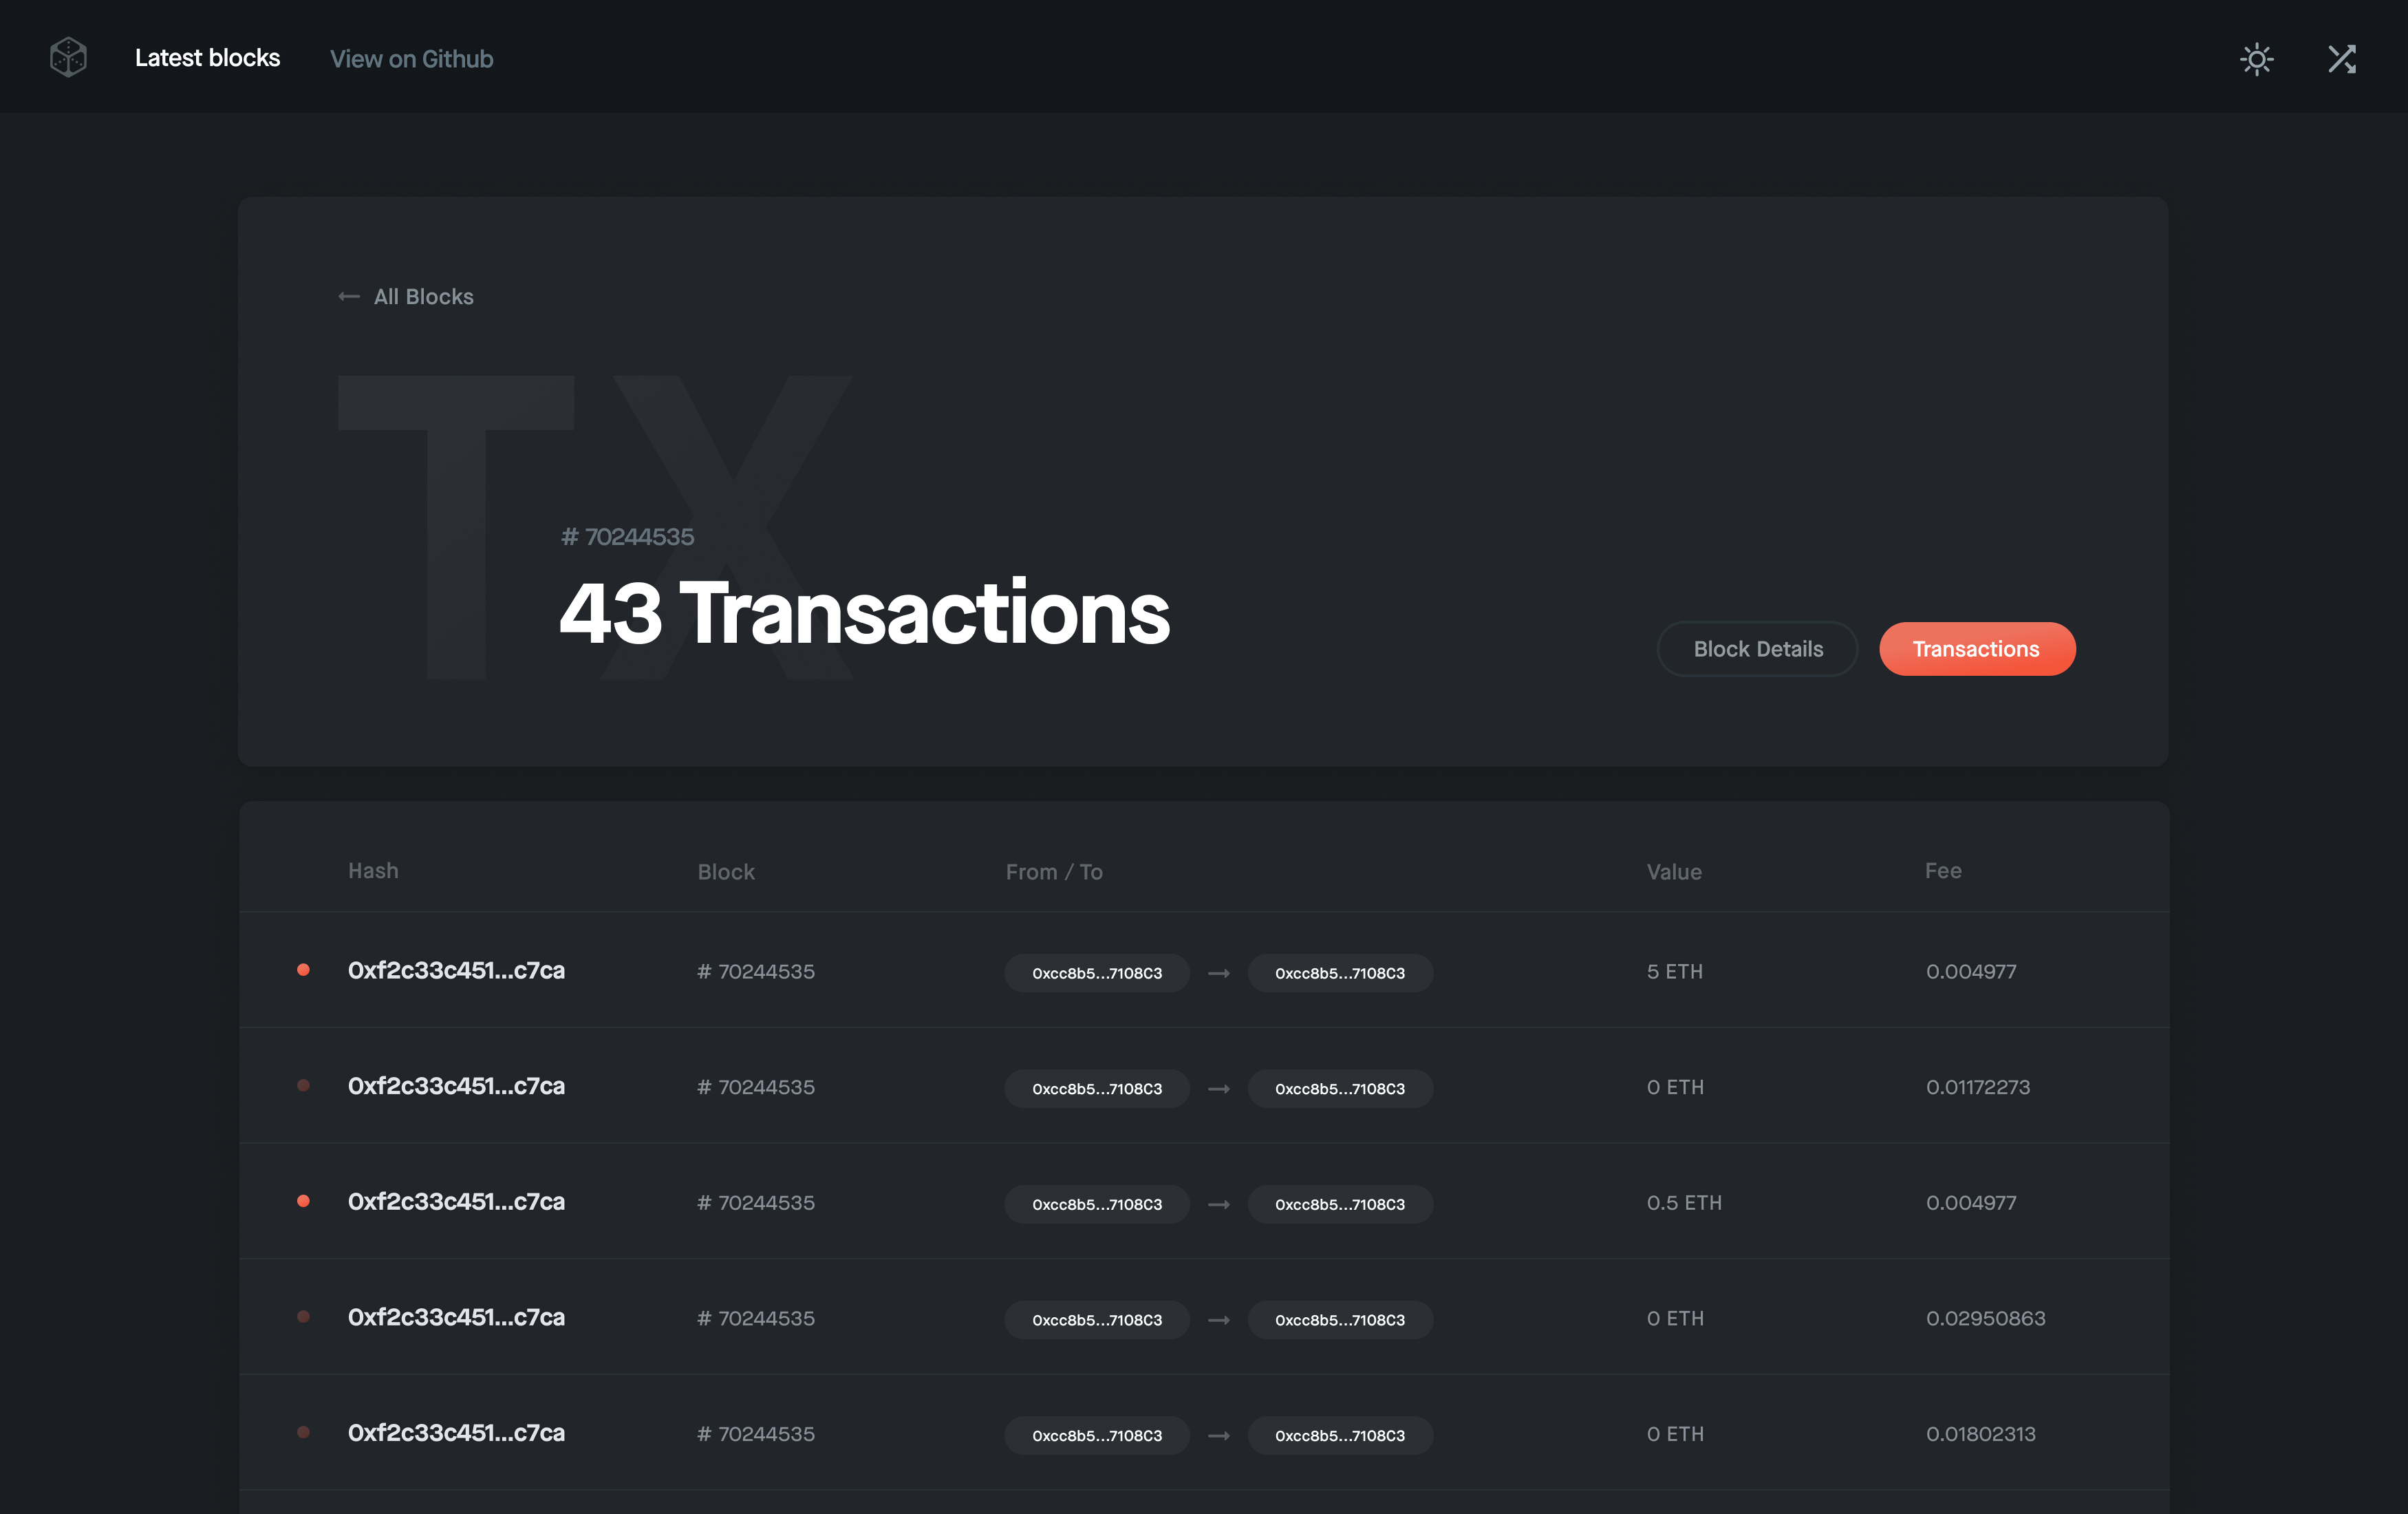 Latest blocks View on Github
← All Blocks
TX
# 70244535
43 Transactions
Block Details Transactions
Hash Block From / To Value Fee
0xf2c33c451...c7ca # 70244535 0xcc8b5...7108C3 → 0xcc8b5...7108C3 5 ETH 0.004977
0xf2c33c451...c7ca # 70244535 0xcc8b5...7108C3 → 0xcc8b5...7108C3 0 ETH 0.01172273
0xf2c33c451...c7ca # 70244535 0xcc8b5...7108C3 → 0xcc8b5...7108C3 0.5 ETH 0.004977
0xf2c33c451...c7ca # 70244535 0xcc8b5...7108C3 → 0xcc8b5...7108C3 0 ETH 0.02950863
0xf2c33c451...c7ca # 70244535 0xcc8b5...7108C3 → 0xcc8b5...7108C3 0 ETH 0.01802313